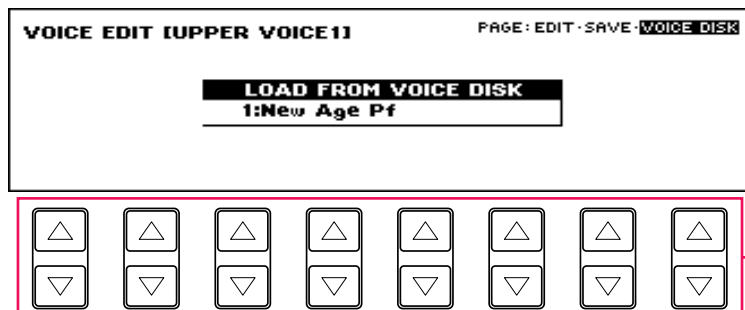 VOICE EDIT [UPPER VOICE1]
PAGE:EDIT·SAVE·VOICE DISK
LOAD FROM VOICE DISK
1:New Age Pf